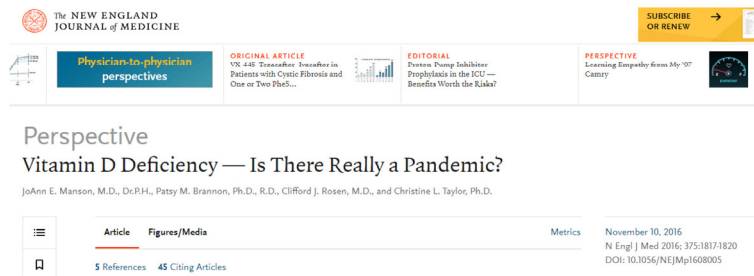 The NEW ENGLAND
JOURNAL of MEDICINE
SUBSCRIBE
OR RENEW
Physician-to-physician
perspectives
ORIGINAL ARTICLE
VX-445–Tezacaftor–Ivacaftor in
Patients with Cystic Fibrosis and
One or Two Phe5...
EDITORIAL
Proton-Pump Inhibitor
Prophylaxis in the ICU —
Benefits Worth the Risks?
PERSPECTIVE
Learning Empathy from My '97
Camry
Perspective
Vitamin D Deficiency — Is There Really a Pandemic?
JoAnn E. Manson, M.D., Dr.P.H., Patsy M. Brannon, Ph.D., R.D., Clifford J. Rosen, M.D., and Christine L. Taylor, Ph.D.
Article Figures/Media Metrics
5 References 45 Citing Articles
November 10, 2016
N Engl J Med 2016; 375:1817-1820
DOI: 10.1056/NEJMp1608005